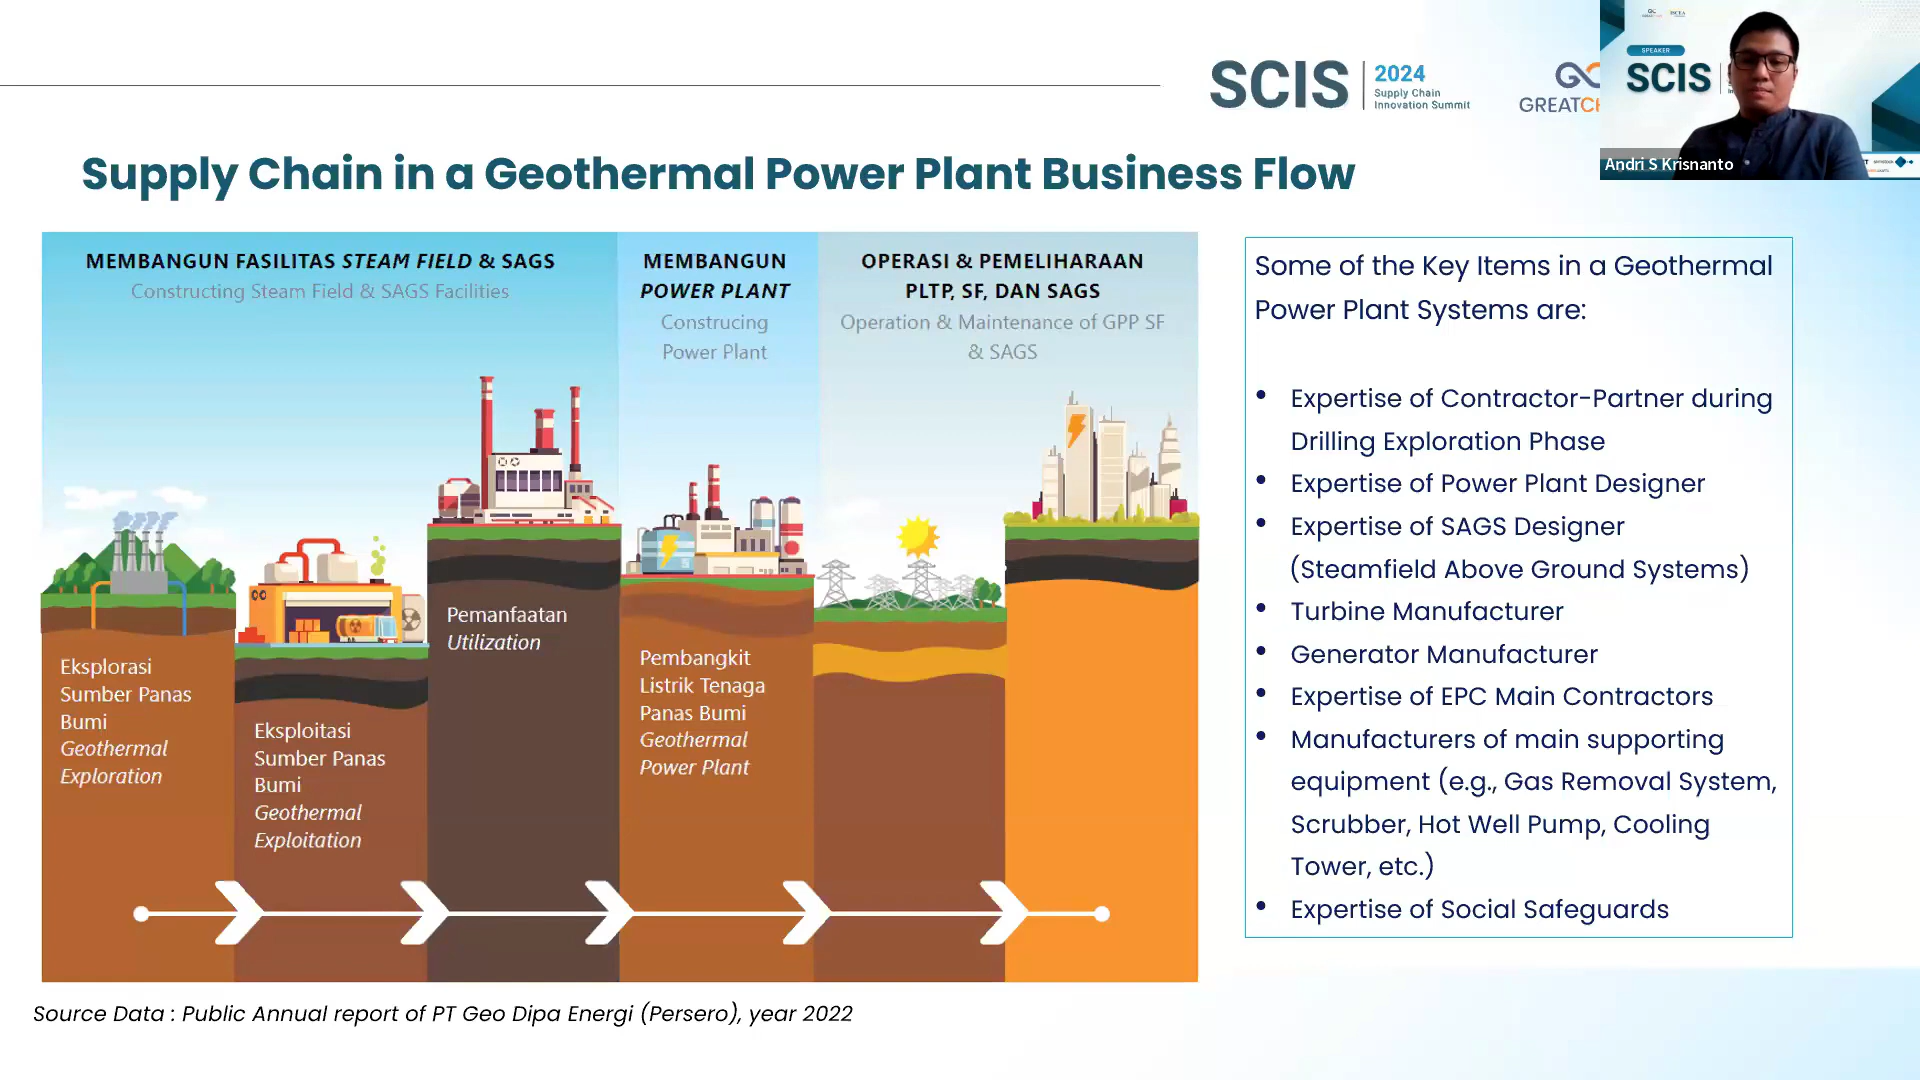 SCIS
2024
Supply Chain
Innovation Summit
GREATC
SPEAKER
SCIS
Andri S Krisnanto
Supply Chain in a Geothermal Power Plant Business Flow
MEMBANGUN FASILITAS STEAM FIELD & SAGS
Constructing Steam Field & SAGS Facilities
MEMBANGUN
POWER PLANT
Construcing
Power Plant
OPERASI & PEMELIHARAAN
PLTP, SF, DAN SAGS
Operation & Maintenance of GPP SF
& SAGS
Eksplorasi
Sumber Panas
Bumi
Geothermal
Exploration
Eksploitasi
Sumber Panas
Bumi
Geothermal
Exploitation
Pemanfaatan
Utilization
Pembangkit
Listrik Tenaga
Panas Bumi
Geothermal
Power Plant
Some of the Key Items in a Geothermal
Power Plant Systems are:
• Expertise of Contractor-Partner during
Drilling Exploration Phase
• Expertise of Power Plant Designer
• Expertise of SAGS Designer
(Steamfield Above Ground Systems)
• Turbine Manufacturer
• Generator Manufacturer
• Expertise of EPC Main Contractors
• Manufacturers of main supporting
equipment (e.g., Gas Removal System,
Scrubber, Hot Well Pump, Cooling
Tower, etc.)
• Expertise of Social Safeguards
Source Data : Public Annual report of PT Geo Dipa Energi (Persero), year 2022